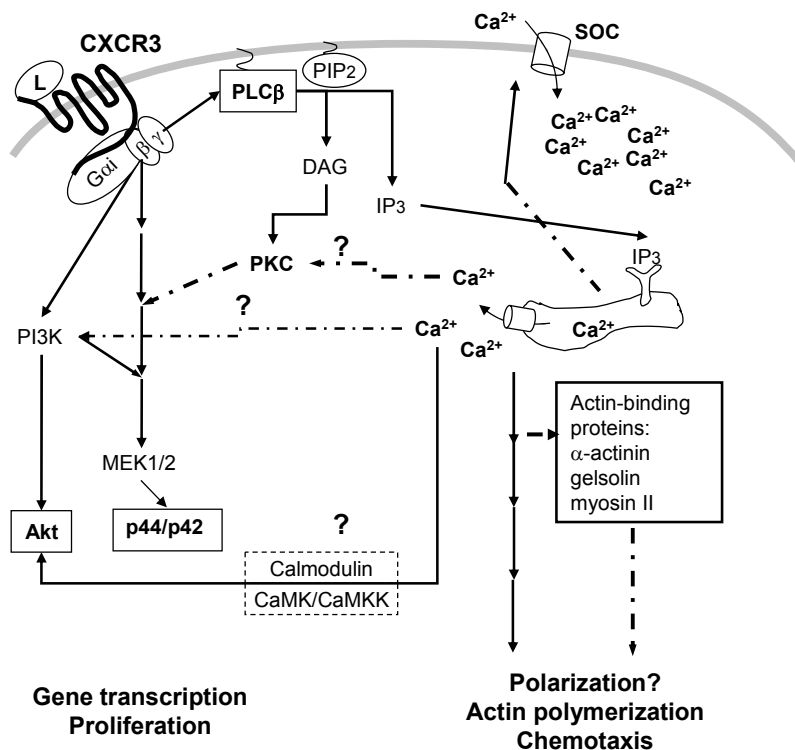 CXCR3
Ca²⁺
SOC
L
PIP₂
PLCβ
Ca²⁺ Ca²⁺
Ca²⁺ Ca²⁺
Ca²⁺ Ca²⁺
Ca²⁺
Gαi
β γ
DAG
IP₃
IP₃
?
PKC
Ca²⁺
?
PI3K
Ca²⁺
Ca²⁺
Ca²⁺
Actin-binding
proteins:
α-actinin
gelsolin
myosin II
MEK1/2
Akt
p44/p42
?
Calmodulin
CaMK/CaMKK
Gene transcription
Proliferation
Polarization?
Actin polymerization
Chemotaxis